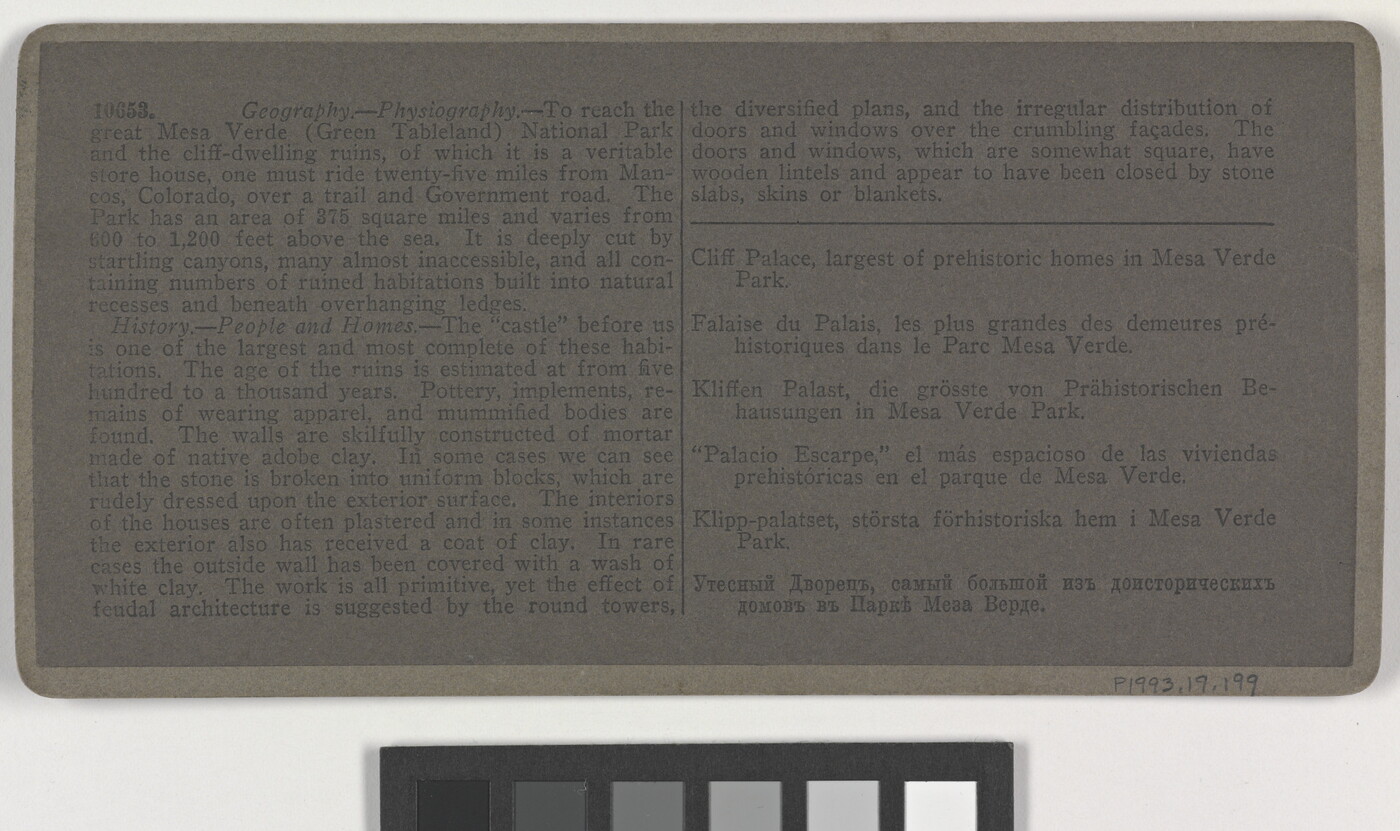 10653. Geography.—Physiography.—To reach the
great Mesa Verde (Green Tableland) National Park
and the cliff-dwelling ruins, of which it is a veritable
store house, one must ride twenty-five miles from Man-
cos, Colorado, over a trail and Government road. The
Park has an area of 375 square miles and varies from
600 to 1,200 feet above the sea. It is deeply cut by
startling canyons, many almost inaccessible, and all con-
taining numbers of ruined habitations built into natural
recesses and beneath overhanging ledges.
History.—People and Homes.—The “castle” before us
is one of the largest and most complete of these habi-
tations. The age of the ruins is estimated at from five
hundred to a thousand years. Pottery, implements, re-
mains of wearing apparel, and mummified bodies are
found. The walls are skilfully constructed of mortar
made of native adobe clay. In some cases we can see
that the stone is broken into uniform blocks, which are
rudely dressed upon the exterior surface. The interiors
of the houses are often plastered and in some instances
the exterior also has received a coat of clay. In rare
cases the outside wall has been covered with a wash of
white clay. The work is all primitive, yet the effect of
feudal architecture is suggested by the round towers,
the diversified plans, and the irregular distribution of
doors and windows over the crumbling façades. The
doors and windows, which are somewhat square, have
wooden lintels and appear to have been closed by stone
slabs, skins or blankets.
Cliff Palace, largest of prehistoric homes in Mesa Verde
Park.
Falaise du Palais, les plus grandes des demeures pré-
historiques dans le Parc Mesa Verde.
Kliffen Palast, die grösste von Prähistorischen Be-
hausungen in Mesa Verde Park.
“Palacio Escarpe,” el más espacioso de las viviendas
prehistóricas en el parque de Mesa Verde.
Klipp-palatset, största förhistoriska hem i Mesa Verde
Park.
Утесный Дворецъ, самый большой изъ доисторическихъ
домовъ въ Паркѣ Меза Верде.
P1993.19.199